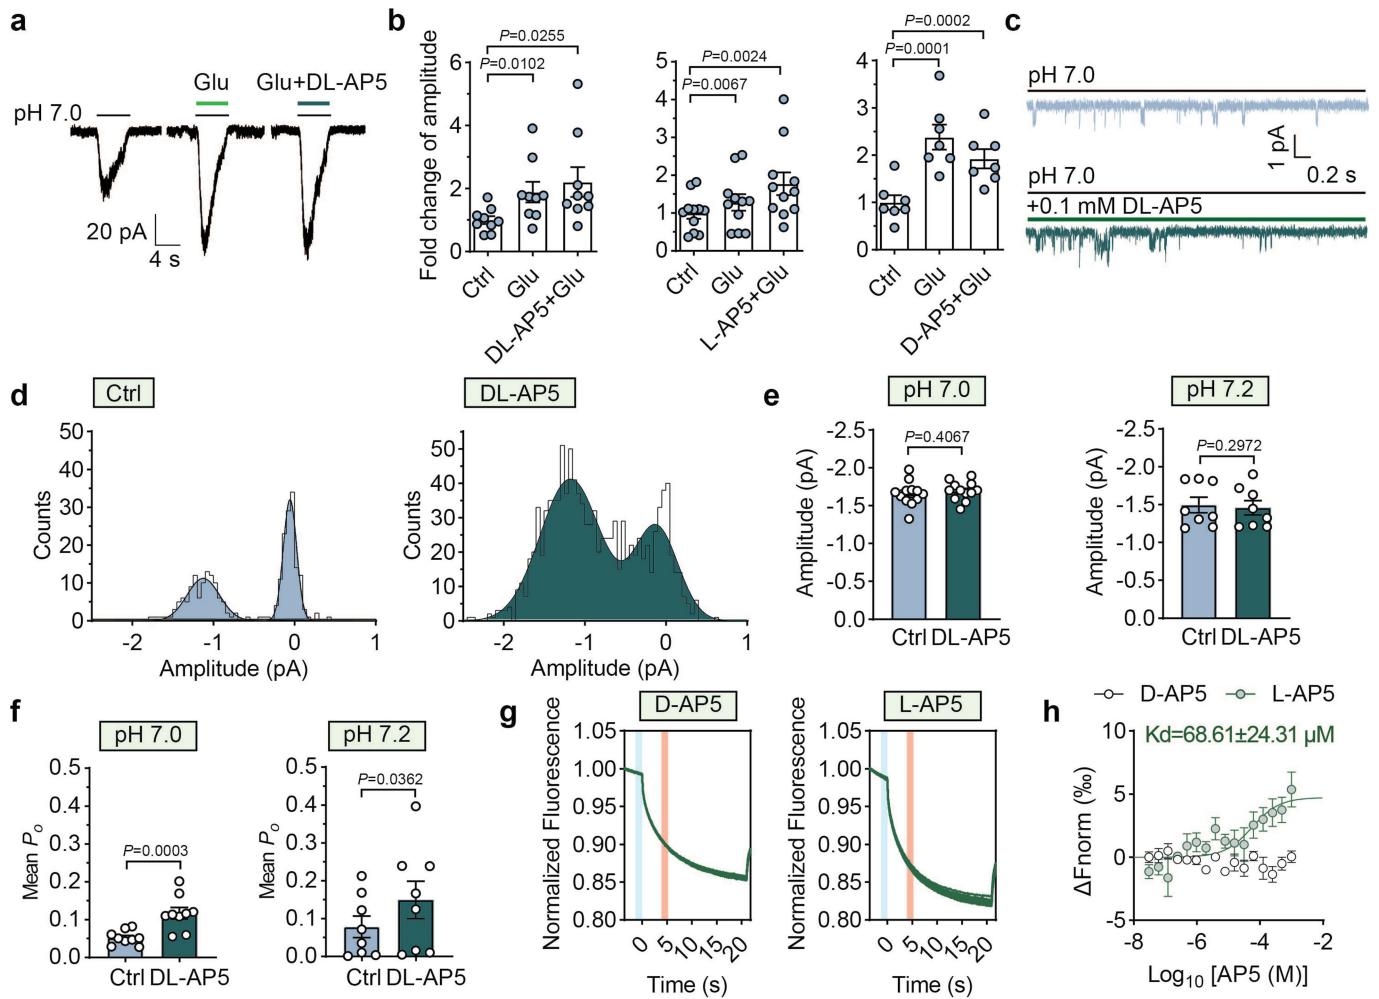 a
Glu
Glu+DL-AP5
pH 7.0
20 pA
4 s
b
Fold change of amplitude
P=0.0255
P=0.0102
6
4
2
0
Ctrl
Glu
DL-AP5+Glu
P=0.0024
P=0.0067
5
4
3
2
1
0
Ctrl
Glu
L-AP5+Glu
P=0.0002
P=0.0001
4
3
2
1
0
Ctrl
Glu
D-AP5+Glu
c
pH 7.0
1 pA
0.2 s
pH 7.0
+0.1 mM DL-AP5
d
Ctrl
Counts
50
40
30
20
10
0
-2 -1 0 1
Amplitude (pA)
DL-AP5
Counts
50
40
30
20
10
0
-2 -1 0 1
Amplitude (pA)
e
pH 7.0
Amplitude (pA)
P=0.4067
-2.5
-2.0
-1.5
-1.0
-0.5
0.0
Ctrl DL-AP5
pH 7.2
Amplitude (pA)
P=0.2972
-2.5
-2.0
-1.5
-1.0
-0.5
0.0
Ctrl DL-AP5
f
pH 7.0
Mean Po
P=0.0003
0.5
0.4
0.3
0.2
0.1
0.0
Ctrl DL-AP5
pH 7.2
Mean Po
P=0.0362
0.5
0.4
0.3
0.2
0.1
0.0
Ctrl DL-AP5
g
D-AP5
Normalized Fluorescence
1.05
1.00
0.95
0.90
0.85
0.80
0 5 10 15 20
Time (s)
L-AP5
Normalized Fluorescence
1.05
1.00
0.95
0.90
0.85
0.80
0 5 10 15 20
Time (s)
h
D-AP5 L-AP5
Kd=68.61±24.31 µM
ΔFnorm (‰)
10
5
0
-5
-8 -6 -4 -2
Log10 [AP5 (M)]